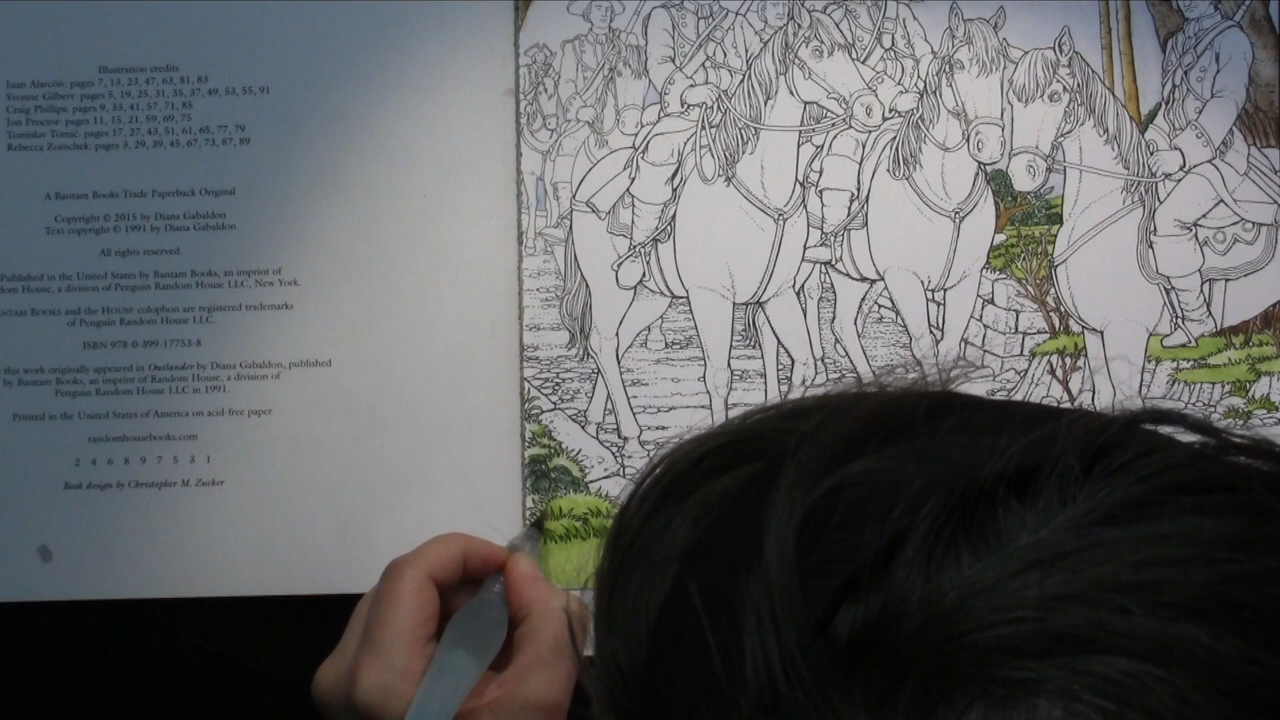 Illustration credits
Juan Alarcón: pages 7, 13, 23, 47, 63, 81, 83
Yvonne Gilbert: pages 5, 19, 25, 31, 35, 37, 49, 53, 55, 91
Craig Phillips: pages 9, 33, 41, 57, 71, 85
Jon Proctor: pages 11, 15, 21, 59, 69, 75
Tomislav Tomić: pages 17, 27, 43, 51, 61, 65, 77, 79
Rebecca Zomchek: pages 3, 29, 39, 45, 67, 73, 87, 89
A Bantam Books Trade Paperback Original
Copyright © 2015 by Diana Gabaldon
Text copyright © 1991 by Diana Gabaldon
All rights reserved.
Published in the United States by Bantam Books, an imprint of
dom House, a division of Penguin Random House LLC, New York.
NTAM BOOKS and the HOUSE colophon are registered trademarks
of Penguin Random House LLC.
ISBN 978-0-399-17753-8
this work originally appeared in Outlander by Diana Gabaldon, published
by Bantam Books, an imprint of Random House, a division of
Penguin Random House LLC in 1991.
Printed in the United States of America on acid-free paper
randomhousebooks.com
2 4 6 8 9 7 5 3 1
Book design by Christopher M. Zucker